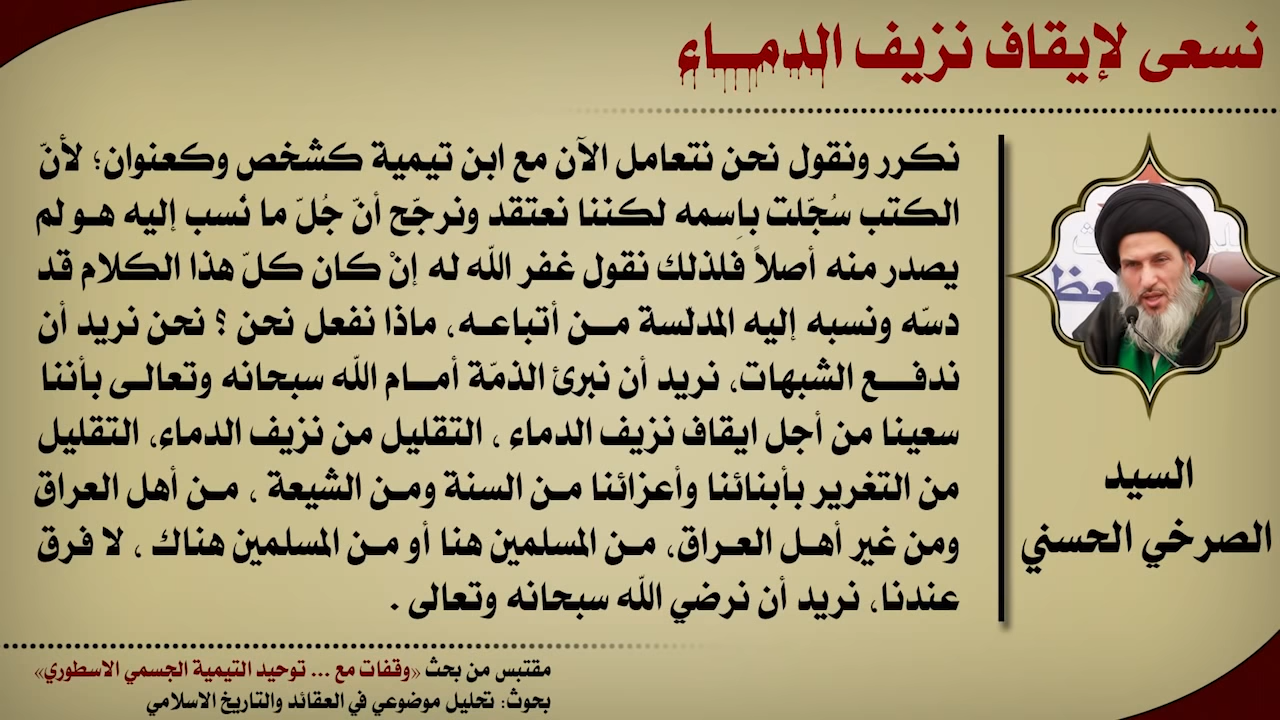 نسعى لإيقاف نزيف الدماء
نكرر ونقول نحن نتعامل الآن مع ابن تيمية كشخص وكعنوان؛ لأنّ
الكتب سُجّلت بإسمه لكننا نعتقد ونرجّح أنّ جُلّ ما نُسب إليه هو لم
يصدر منه أصلاً فلذلك نقول غفر الله له إنْ كان كلّ هذا الكلام قد
دسّه ونسبه إليه المدلّسة من أتباعه، ماذا نفعل نحن ؟ نحن نريد أن
ندفع الشبهات، نريد أن نبرئ الذمّة أمام الله سبحانه وتعالى بأننا
سعينا من أجل ايقاف نزيف الدماء ، التقليل من نزيف الدماء، التقليل
من التغرير بأبنائنا وأعزائنا من السنة ومن الشيعة ، من أهل العراق
ومن غير أهل العراق، من المسلمين هنا أو من المسلمين هناك ، لا فرق
عندنا، نريد أن نرضي الله سبحانه وتعالى .
السيد
الصرخي الحسني
مقتبس من بحث «وقفات مع ... توحيد التيمية الجسمي الاسطوري»
بحوث: تحليل موضوعي في العقائد والتاريخ الاسلامي